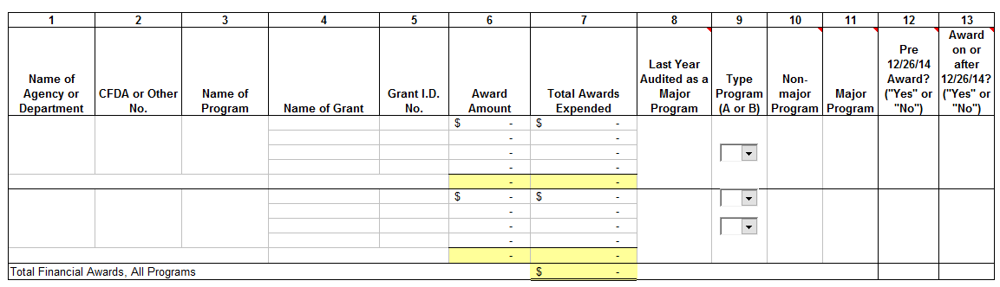 1 2 3 4 5 6 7 8 9 10 11 12 13
Name of Agency or Department CFDA or Other No. Name of Program Name of Grant Grant I.D. No. Award Amount Total Awards Expended Last Year Audited as a Major Program Type Program (A or B) Non-major Program Major Program Pre 12/26/14 Award? ("Yes" or "No") Award on or after 12/26/14? ("Yes" or "No")
$ - $ -
- -
- -
- -
- -
$ - $ -
- -
- -
- -
- -
Total Financial Awards, All Programs $ -